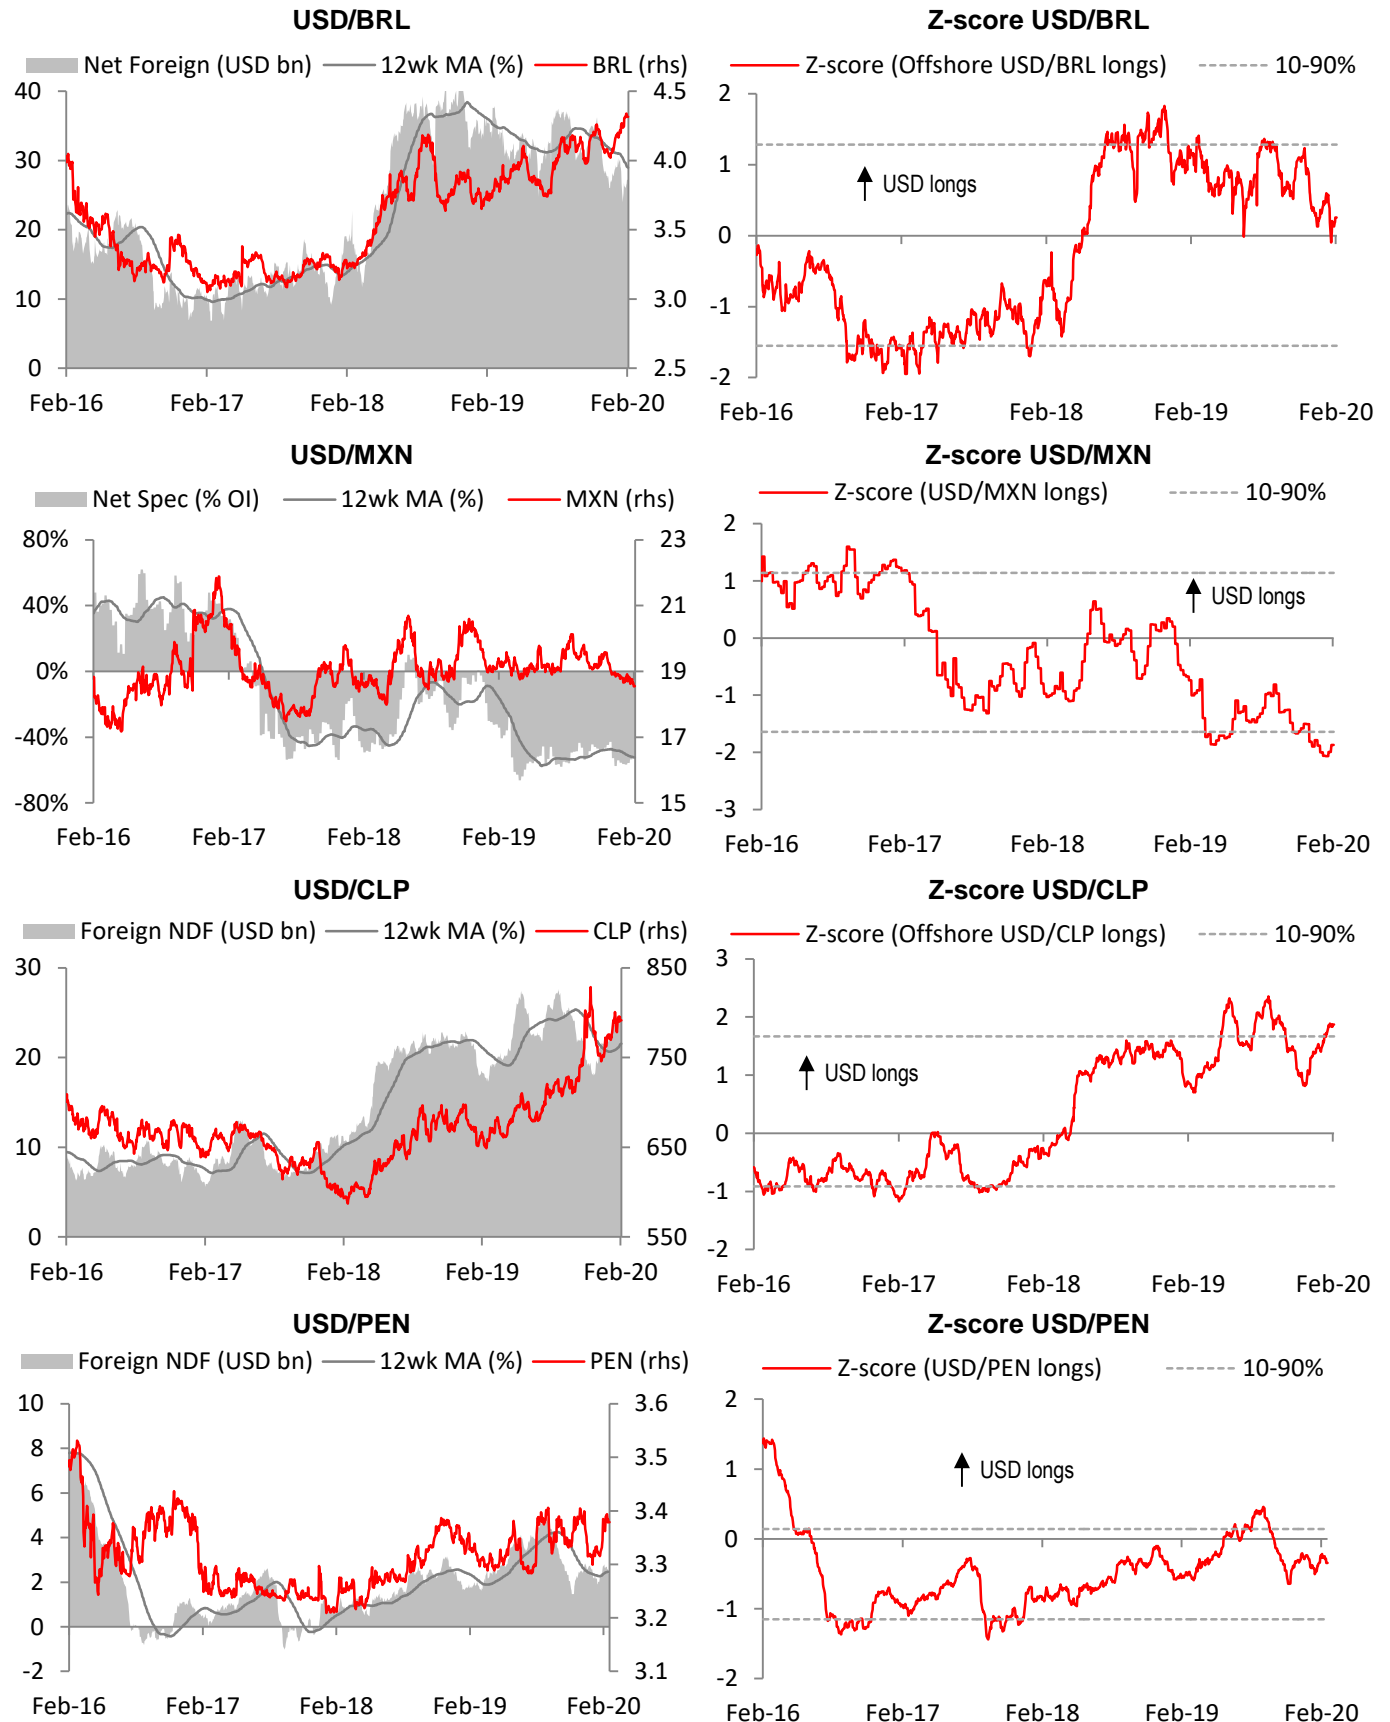 USD/BRL
Net Foreign (USD bn) 12wk MA (%) BRL (rhs)
40 4.5
30 4.0
20 3.5
10 3.0
0 2.5
Feb-16 Feb-17 Feb-18 Feb-19 Feb-20
Z-score USD/BRL
Z-score (Offshore USD/BRL longs) 10-90%
2
1
USD longs
0
-1
-2
Feb-16 Feb-17 Feb-18 Feb-19 Feb-20
USD/MXN
Net Spec (% OI) 12wk MA (%) MXN (rhs)
80% 23
40% 21
0% 19
-40% 17
-80% 15
Feb-16 Feb-17 Feb-18 Feb-19 Feb-20
Z-score USD/MXN
Z-score (USD/MXN longs) 10-90%
2
1
USD longs
0
-1
-2
-3
Feb-16 Feb-17 Feb-18 Feb-19 Feb-20
USD/CLP
Foreign NDF (USD bn) 12wk MA (%) CLP (rhs)
30 850
20 750
10 650
0 550
Feb-16 Feb-17 Feb-18 Feb-19 Feb-20
Z-score USD/CLP
Z-score (Offshore USD/CLP longs) 10-90%
3
2
1
USD longs
0
-1
-2
Feb-16 Feb-17 Feb-18 Feb-19 Feb-20
USD/PEN
Foreign NDF (USD bn) 12wk MA (%) PEN (rhs)
10 3.6
8 3.5
6 3.4
4
2 3.3
0 3.2
-2 3.1
Feb-16 Feb-17 Feb-18 Feb-19 Feb-20
Z-score USD/PEN
Z-score (USD/PEN longs) 10-90%
2
1
USD longs
0
-1
-2
Feb-16 Feb-17 Feb-18 Feb-19 Feb-20